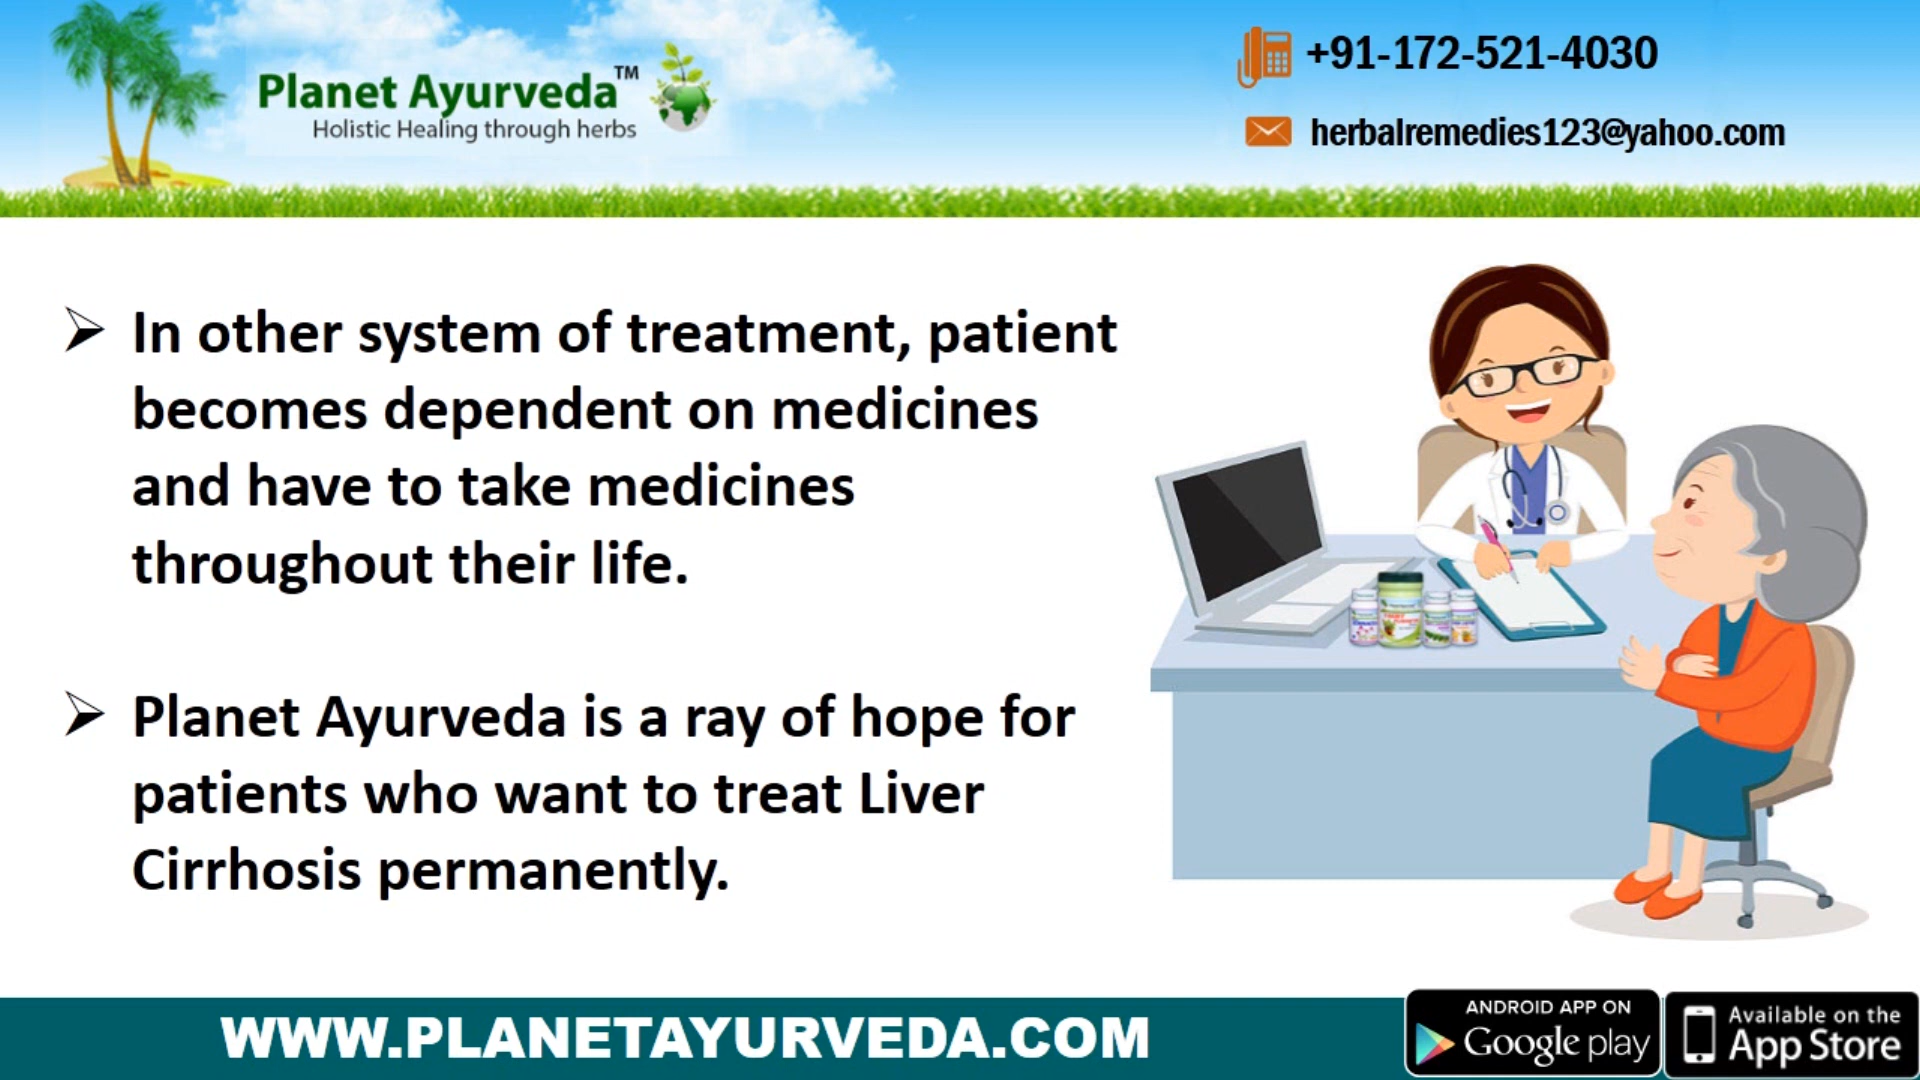 Planet Ayurveda™
Holistic Healing through herbs
+91-172-521-4030
herbalremedies123@yahoo.com
➢ In other system of treatment, patient
becomes dependent on medicines
and have to take medicines
throughout their life.
➢ Planet Ayurveda is a ray of hope for
patients who want to treat Liver
Cirrhosis permanently.
WWW.PLANETAYURVEDA.COM
ANDROID APP ON
Google play
Available on the
App Store